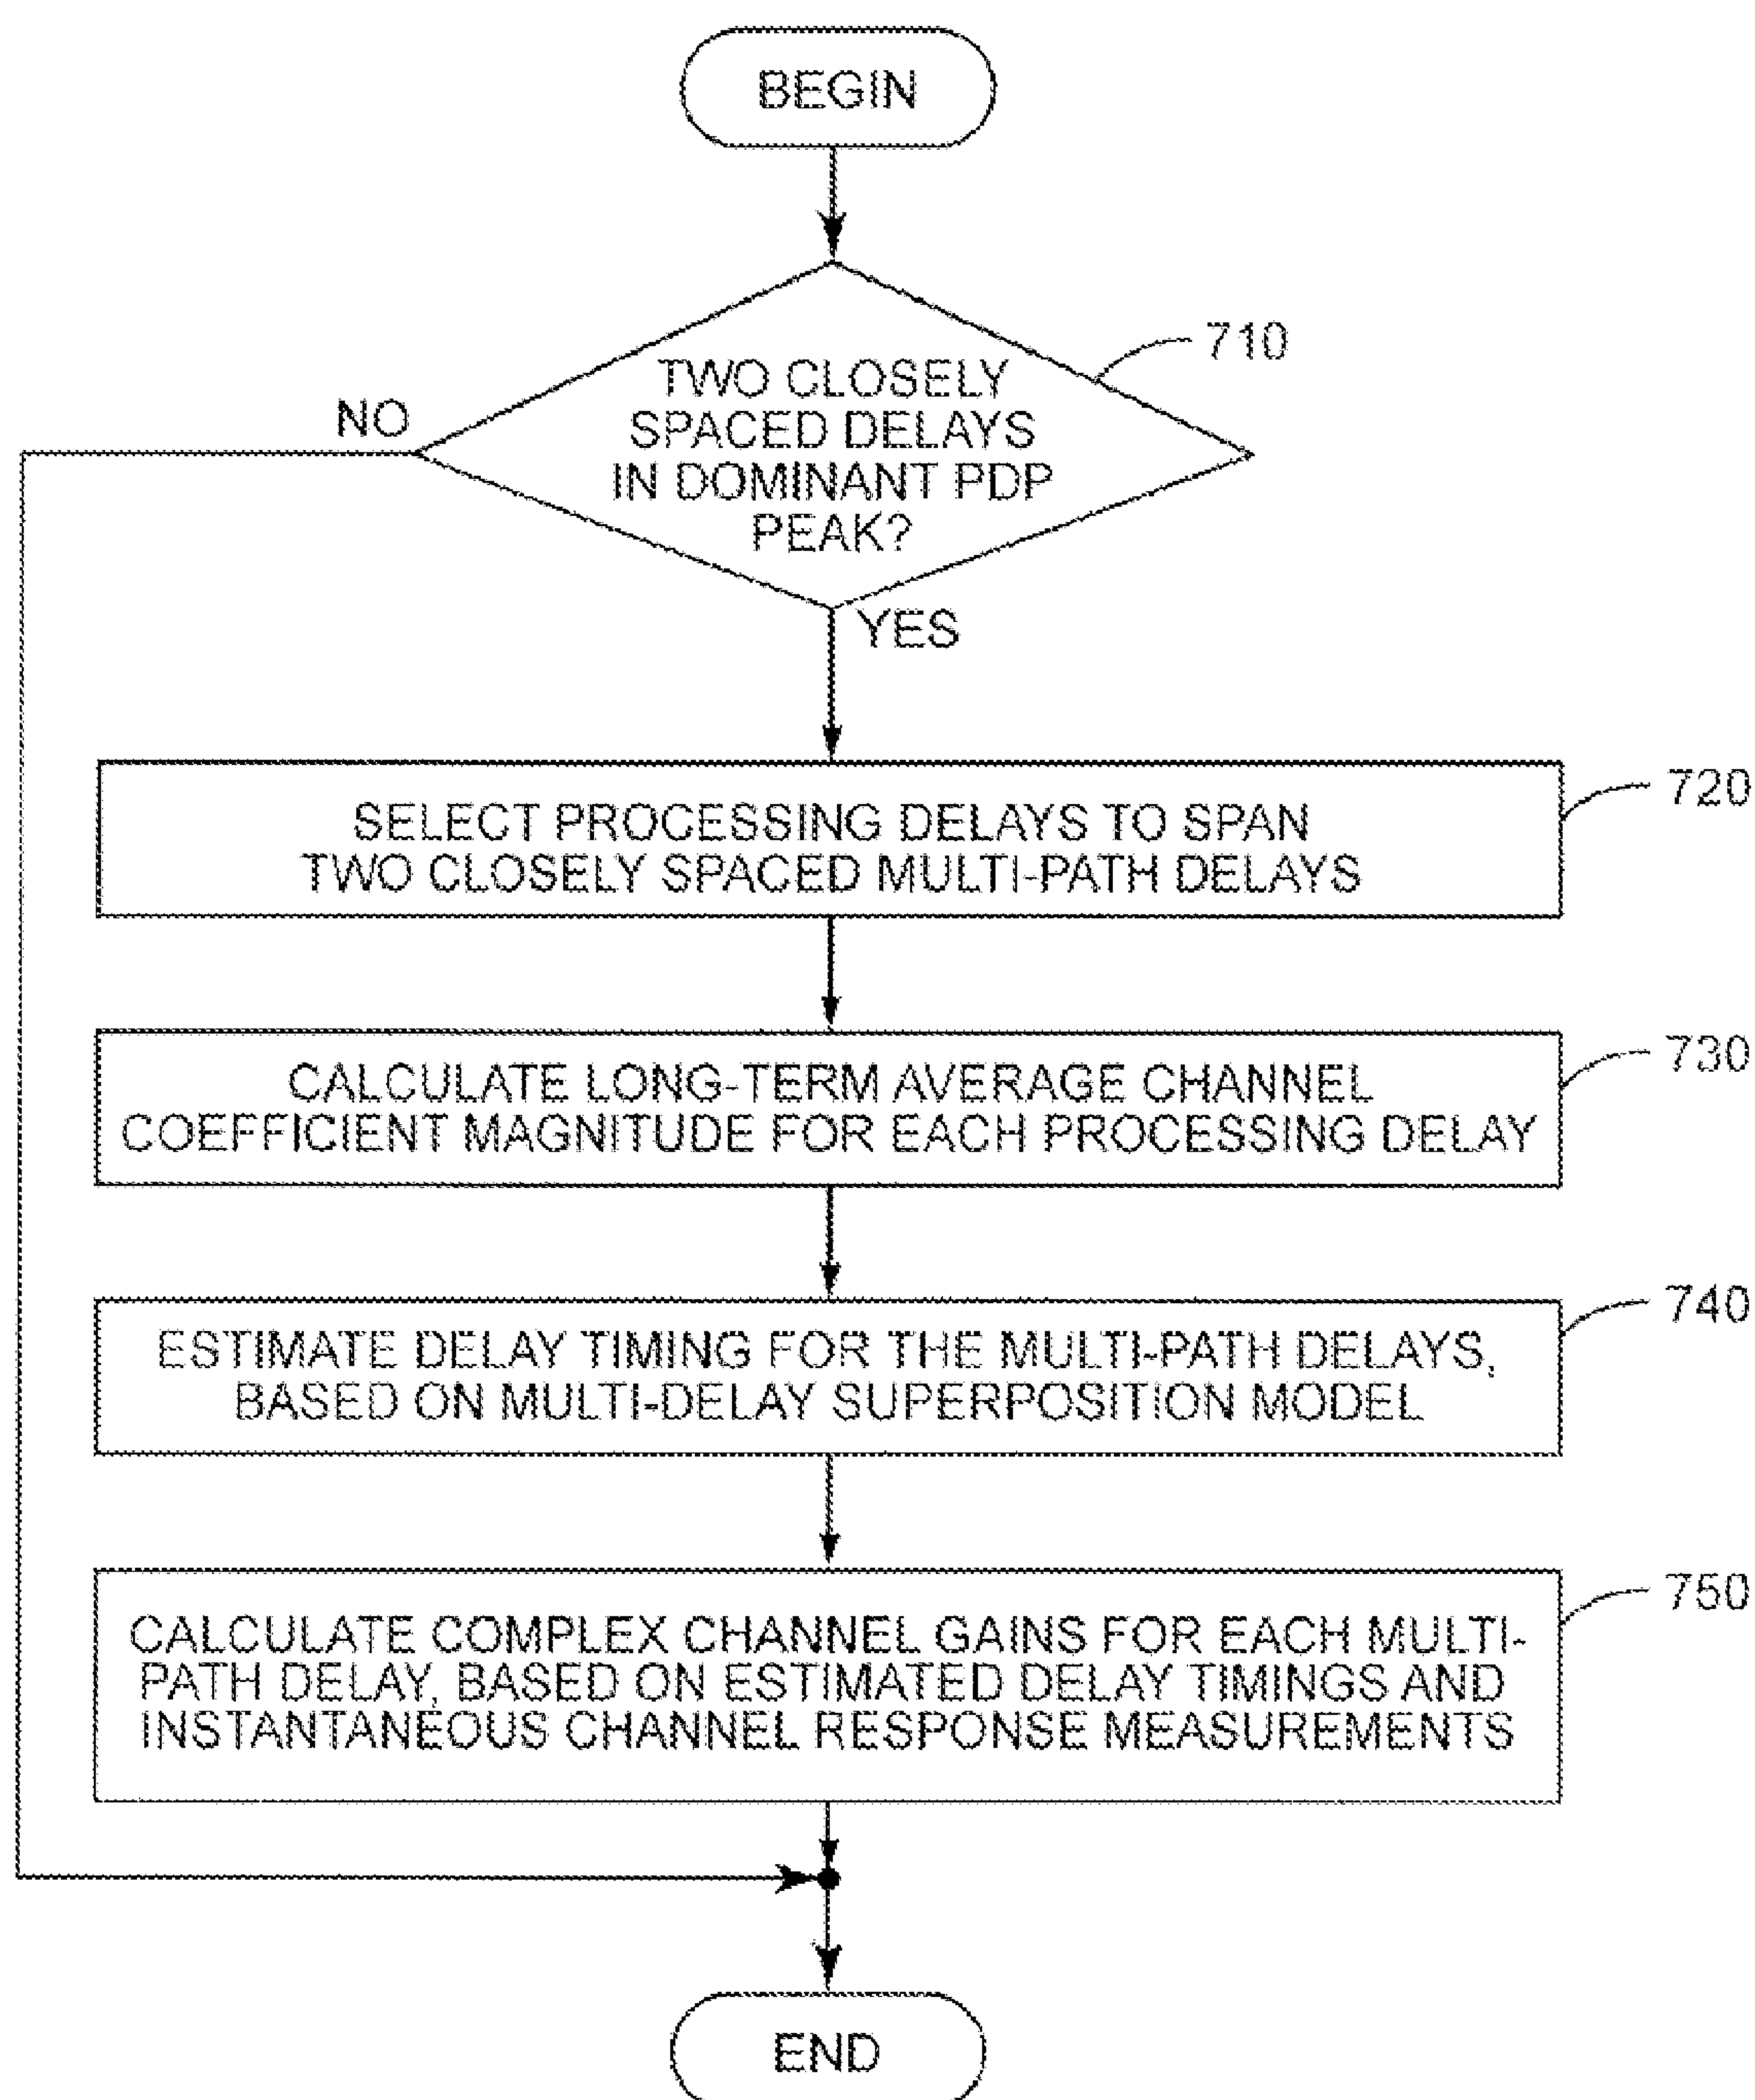 BEGIN
TWO CLOSELY
SPACED DELAYS
IN DOMINANT PDP
PEAK?
710
NO
YES
SELECT PROCESSING DELAYS TO SPAN
TWO CLOSELY SPACED MULTI-PATH DELAYS
720
CALCULATE LONG-TERM AVERAGE CHANNEL
COEFFICIENT MAGNITUDE FOR EACH PROCESSING DELAY
730
ESTIMATE DELAY TIMING FOR THE MULTI-PATH DELAYS,
BASED ON MULTI-DELAY SUPERPOSITION MODEL
740
CALCULATE COMPLEX CHANNEL GAINS FOR EACH MULTI-
PATH DELAY, BASED ON ESTIMATED DELAY TIMINGS AND
INSTANTANEOUS CHANNEL RESPONSE MEASUREMENTS
750
END